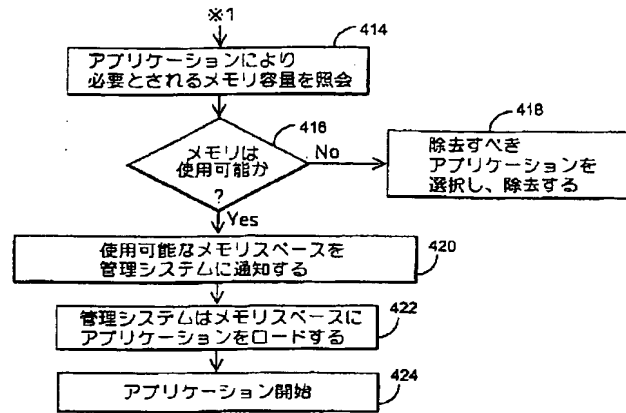 ※1
414
アプリケーションにより
必要とされるメモリ容量を照会
416
メモリは
使用可能か
?
No
Yes
418
除去すべき
アプリケーションを
選択し、除去する
使用可能なメモリスペースを
管理システムに通知する
420
管理システムはメモリスペースに
アプリケーションをロードする
422
アプリケーション開始
424